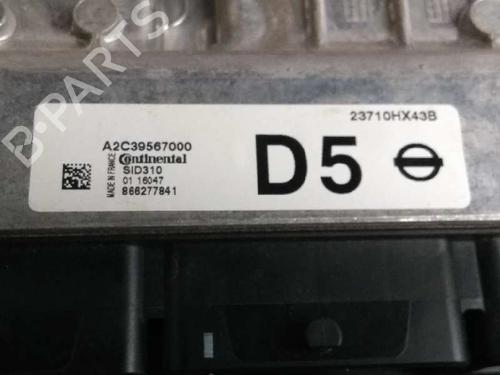 B-PARTS
23710HX43B
A2C39567000
Continental
MADE IN FRANCE
SID310
01 16047
866277841
D5